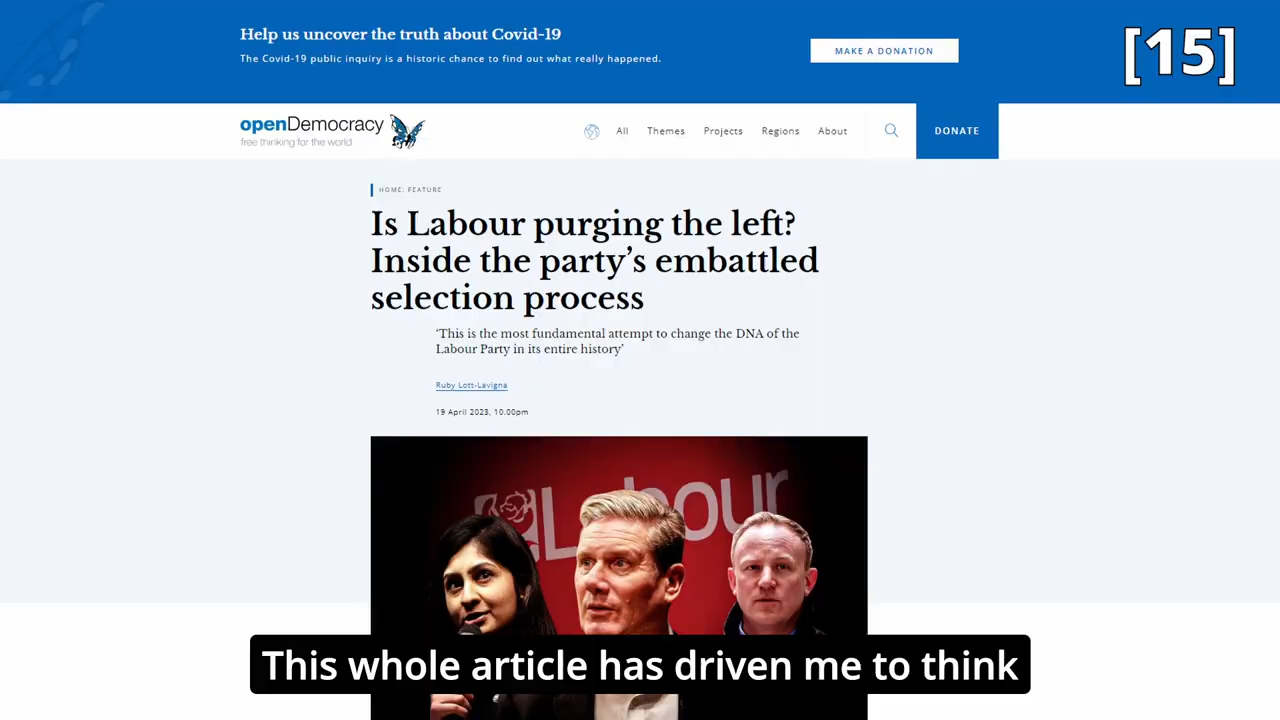 Help us uncover the truth about Covid-19
The Covid-19 public inquiry is a historic chance to find out what really happened.
MAKE A DONATION
[15]
openDemocracy
free thinking for the world
All Themes Projects Regions About
DONATE
HOME: FEATURE
Is Labour purging the left?
Inside the party’s embattled
selection process
‘This is the most fundamental attempt to change the DNA of the
Labour Party in its entire history’
Ruby Lott-Lavigna
19 April 2023, 10.00pm
Labour
This whole article has driven me to think